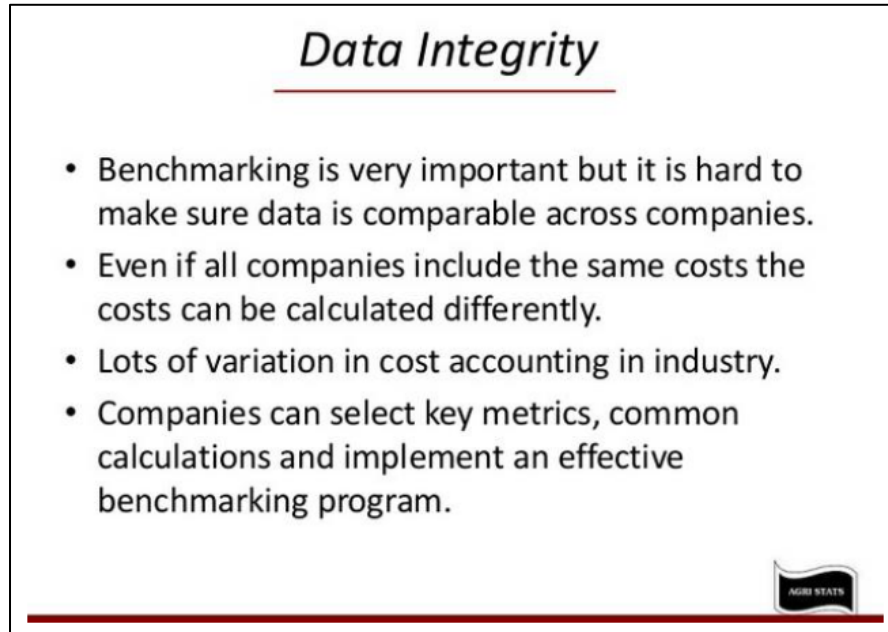 Data Integrity
• Benchmarking is very important but it is hard to
make sure data is comparable across companies.
• Even if all companies include the same costs the
costs can be calculated differently.
• Lots of variation in cost accounting in industry.
• Companies can select key metrics, common
calculations and implement an effective
benchmarking program.
AGRI STATS